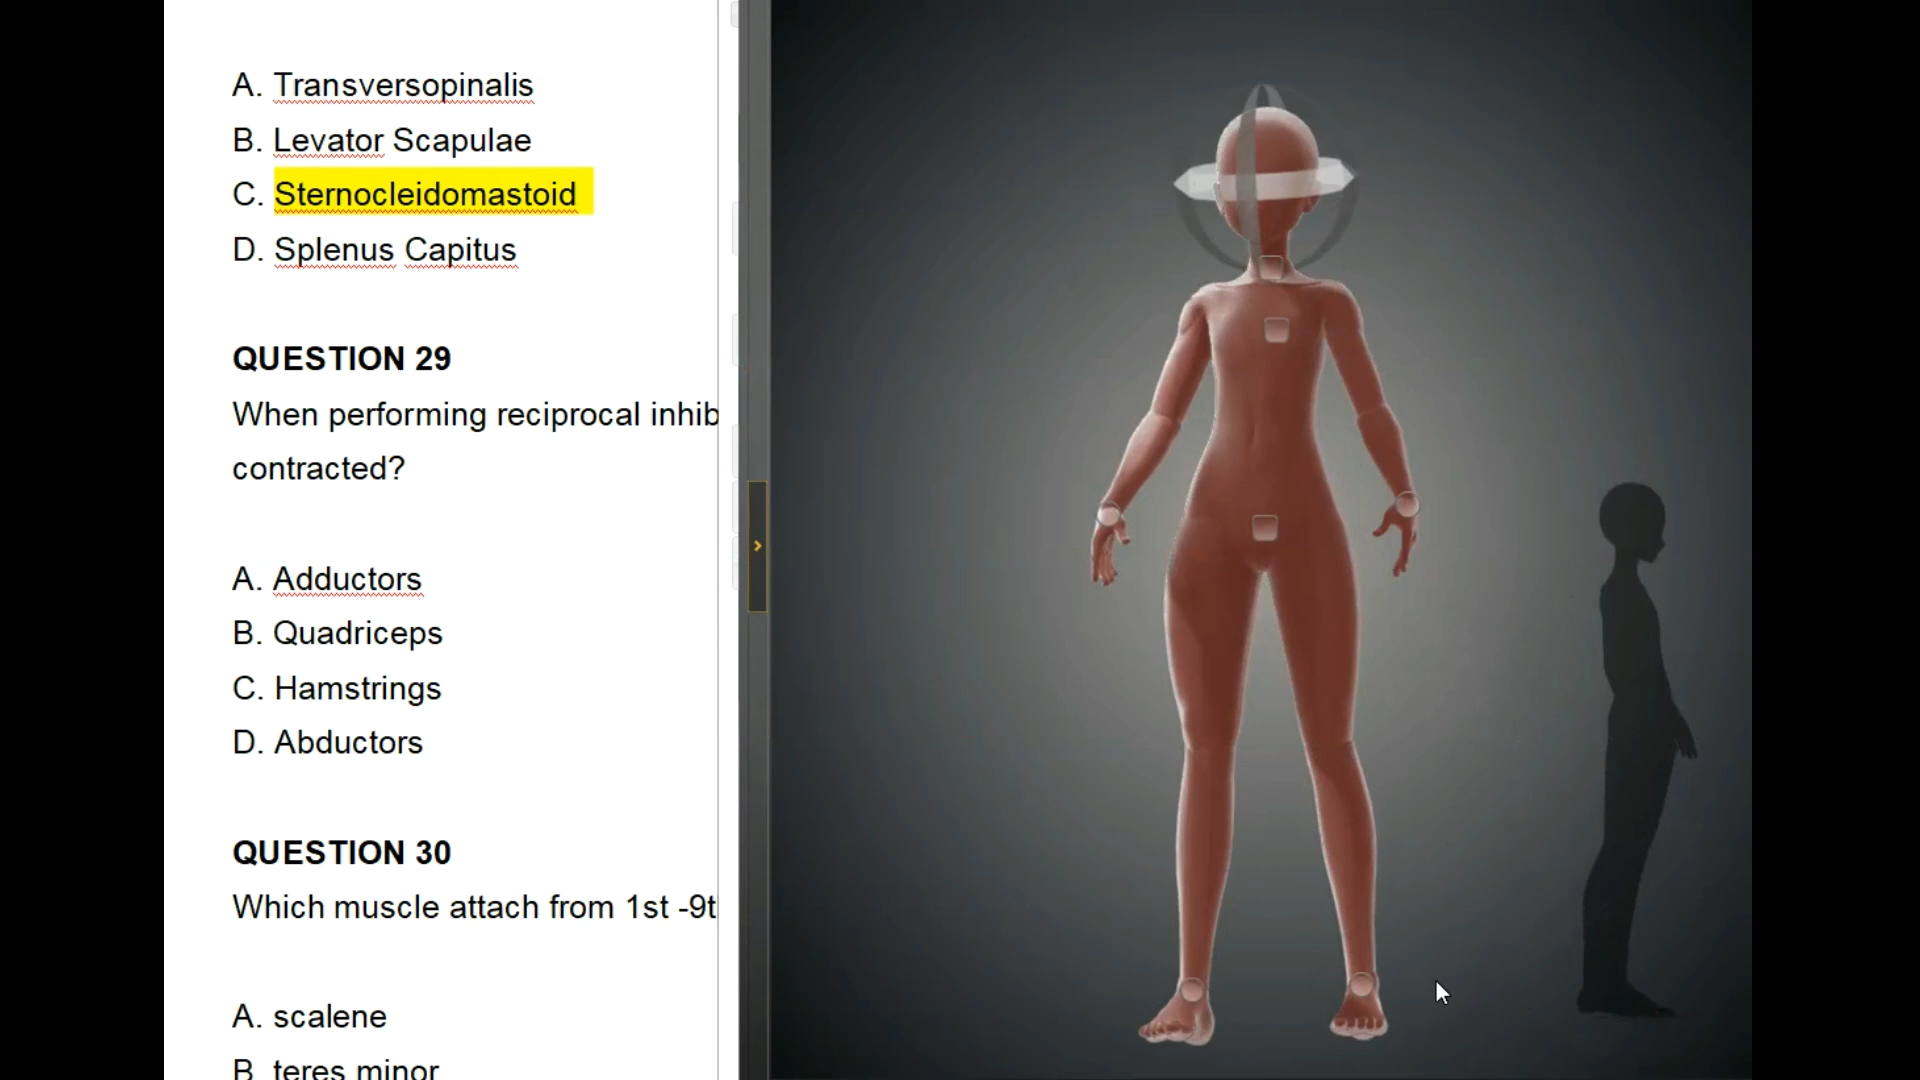 A. Transversopinalis
B. Levator Scapulae
C. Sternocleidomastoid
D. Splenus Capitus
QUESTION 29
When performing reciprocal inhib
contracted?
A. Adductors
B. Quadriceps
C. Hamstrings
D. Abductors
QUESTION 30
Which muscle attach from 1st -9t
A. scalene
B. teres minor